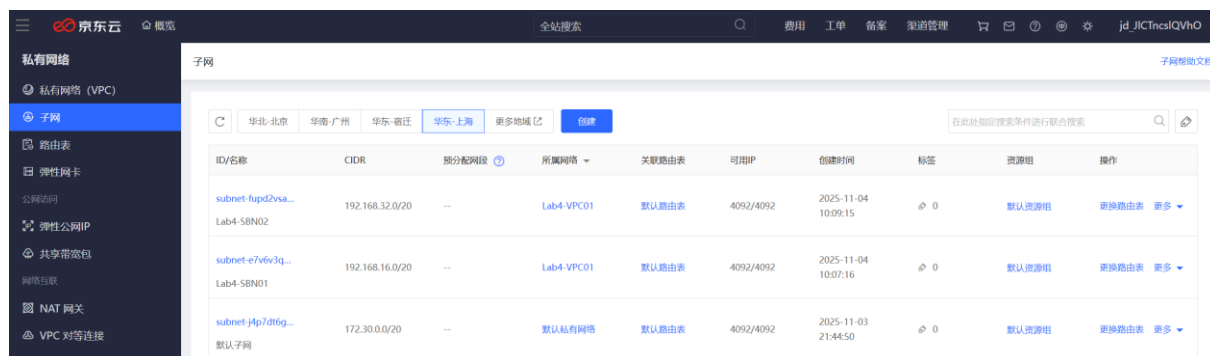 京东云 概览 全站搜索 费用 工单 备案 渠道管理 jd_JlCTncslQVhO
私有网络
子网 子网帮助文档
私有网络 (VPC)
子网
路由表
弹性网卡
公网访问
弹性公网IP
共享带宽包
网络互联
NAT 网关
VPC 对等连接
华北-北京 华南-广州 华东-宿迁 华东-上海 更多地域 创建 在此处指定搜索条件进行联合搜索
ID/名称 CIDR 预分配网段 所属网络 关联路由表 可用IP 创建时间 标签 资源组 操作
subnet-fupd2vsa... 192.168.32.0/20 -- Lab4-VPC01 默认路由表 4092/4092 2025-11-04 10:09:15 0 默认资源组 更换路由表 更多
Lab4-SBN02
subnet-e7v6v3q... 192.168.16.0/20 -- Lab4-VPC01 默认路由表 4092/4092 2025-11-04 10:07:16 0 默认资源组 更换路由表 更多
Lab4-SBN01
subnet-j4p7dt6g... 172.30.0.0/20 -- 默认私有网络 默认路由表 4092/4092 2025-11-03 21:44:50 0 默认资源组 更换路由表 更多
默认子网